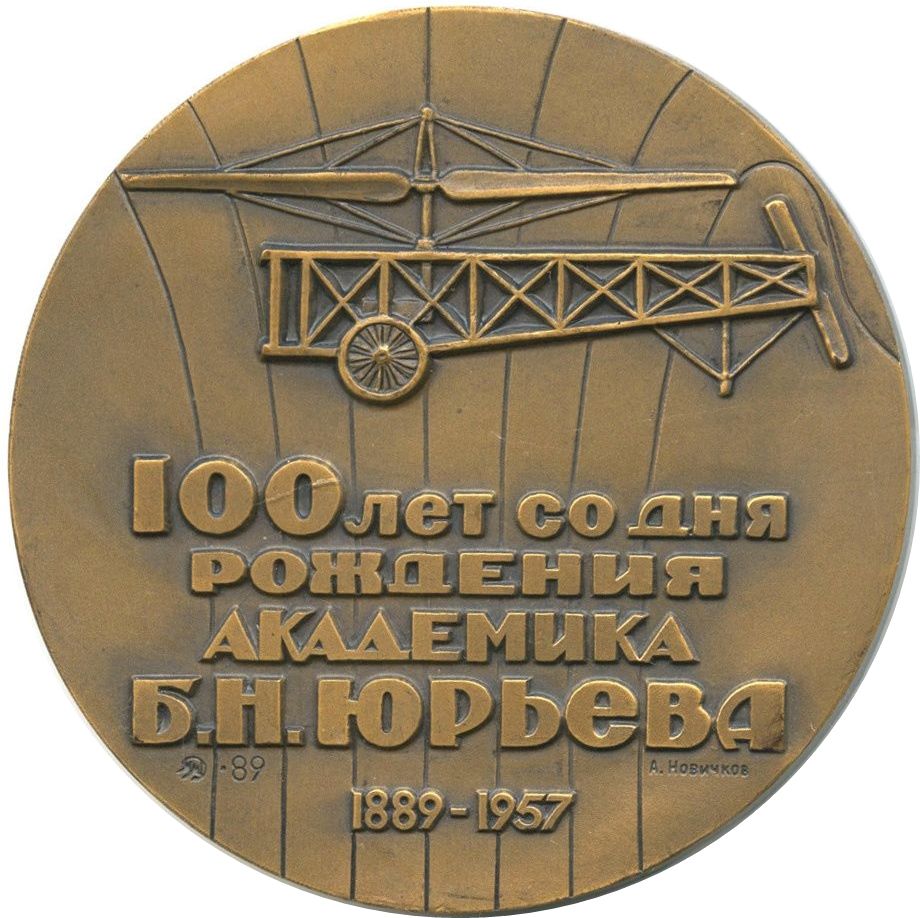 100 лет со дня
рождения
академика
Б.Н. Юрьева
-89
А. Новичков
1889-1957